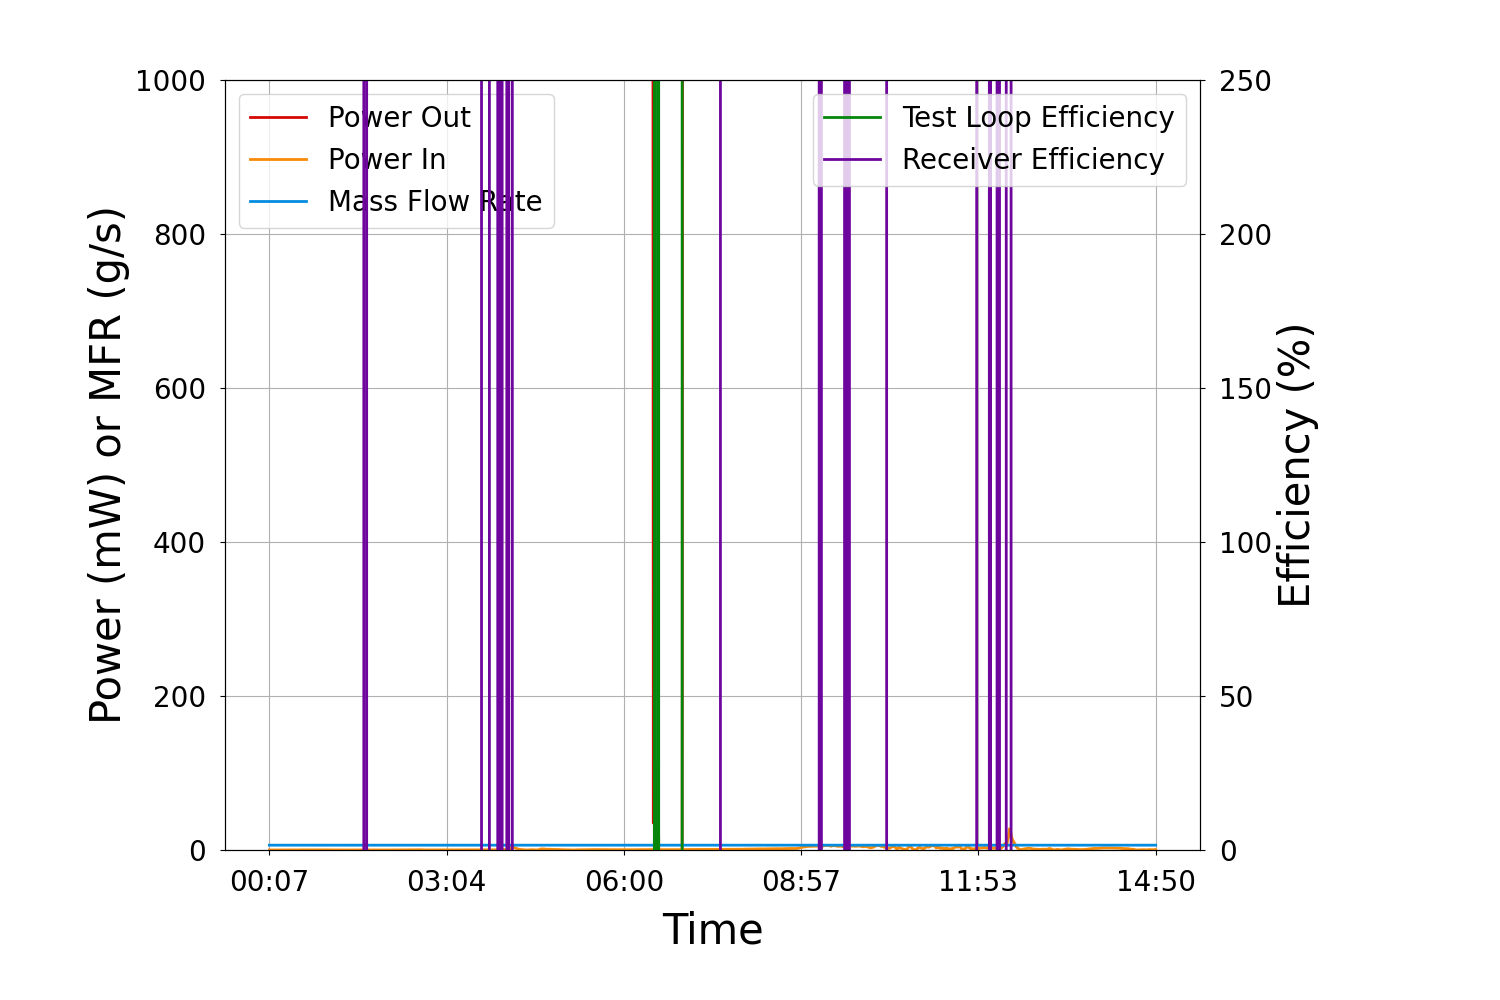 1000
800
600
400
200
0
Power (mW) or MFR (g/s)
Power Out
Power In
Mass Flow Rate
Test Loop Efficiency
Receiver Efficiency
250
200
150
100
50
0
Efficiency (%)
00:07 03:04 06:00 08:57 11:53 14:50
Time